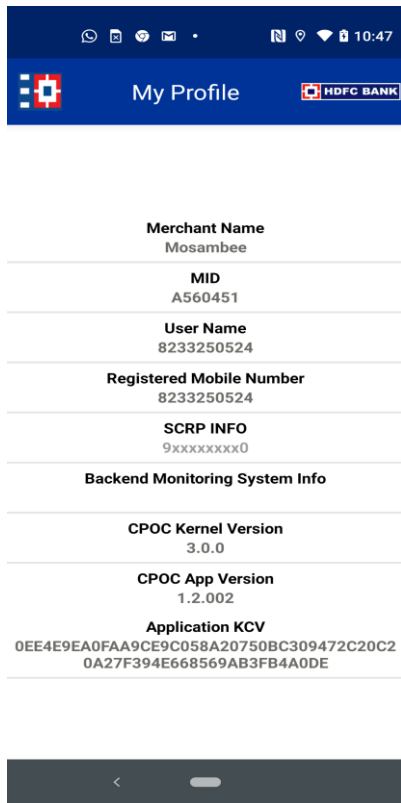 10:47
My Profile
HDFC BANK
Merchant Name
Mosambee
MID
A560451
User Name
8233250524
Registered Mobile Number
8233250524
SCRP INFO
9xxxxxxxx0
Backend Monitoring System Info
CPOC Kernel Version
3.0.0
CPOC App Version
1.2.002
Application KCV
0EE4E9EA0FAA9CE9C058A20750BC309472C20C2
0A27F394E668569AB3FB4A0DE